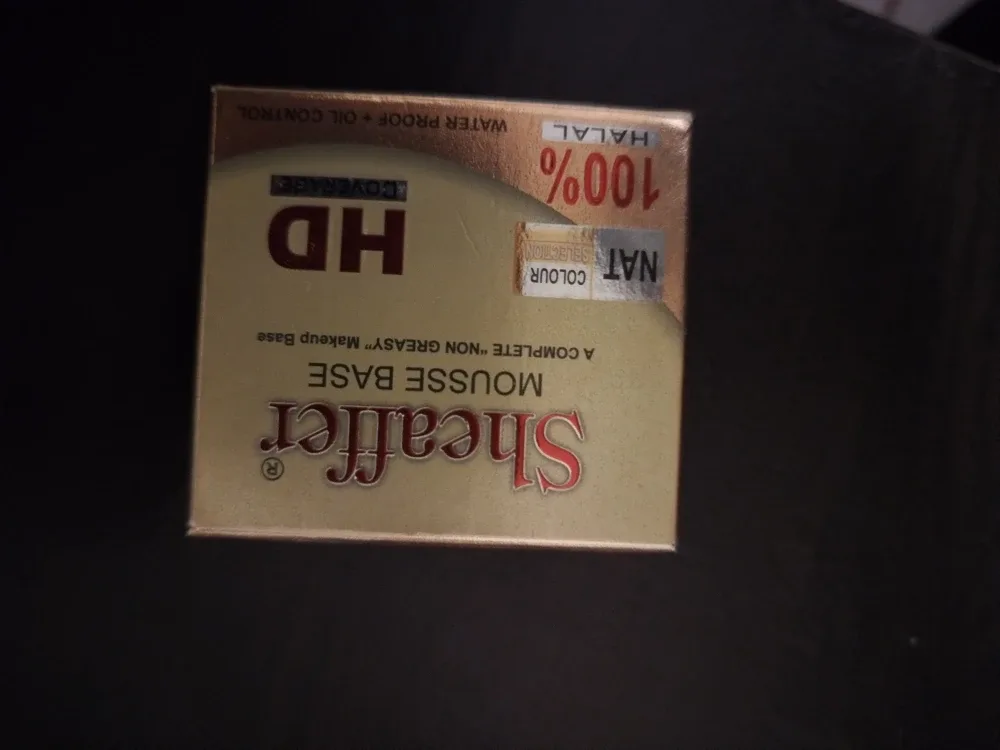 Sheaffer®
MOUSSE BASE
A COMPLETE "NON GREASY" Makeup Base
NAT
COLOUR
SELECTION
HD
COVERAGE
100%
HALAL
WATER PROOF + OIL CONTROL